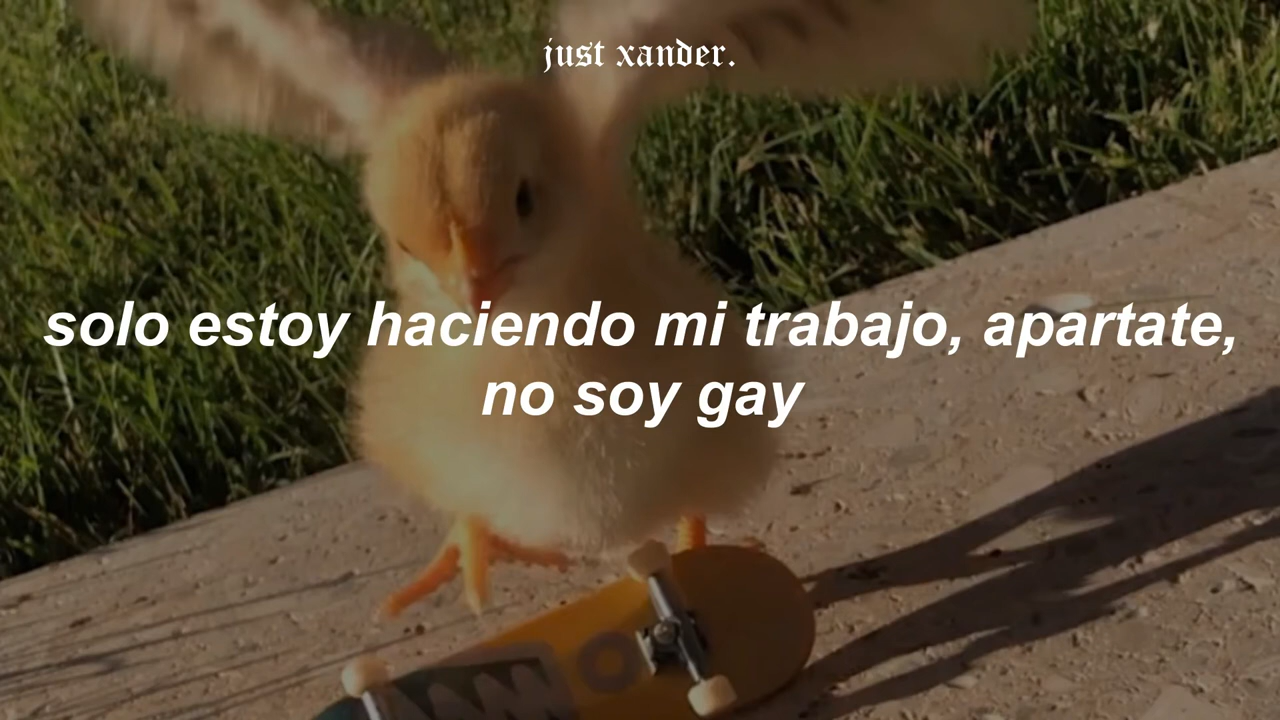 just xander.
solo estoy haciendo mi trabajo, apartate,
no soy gay